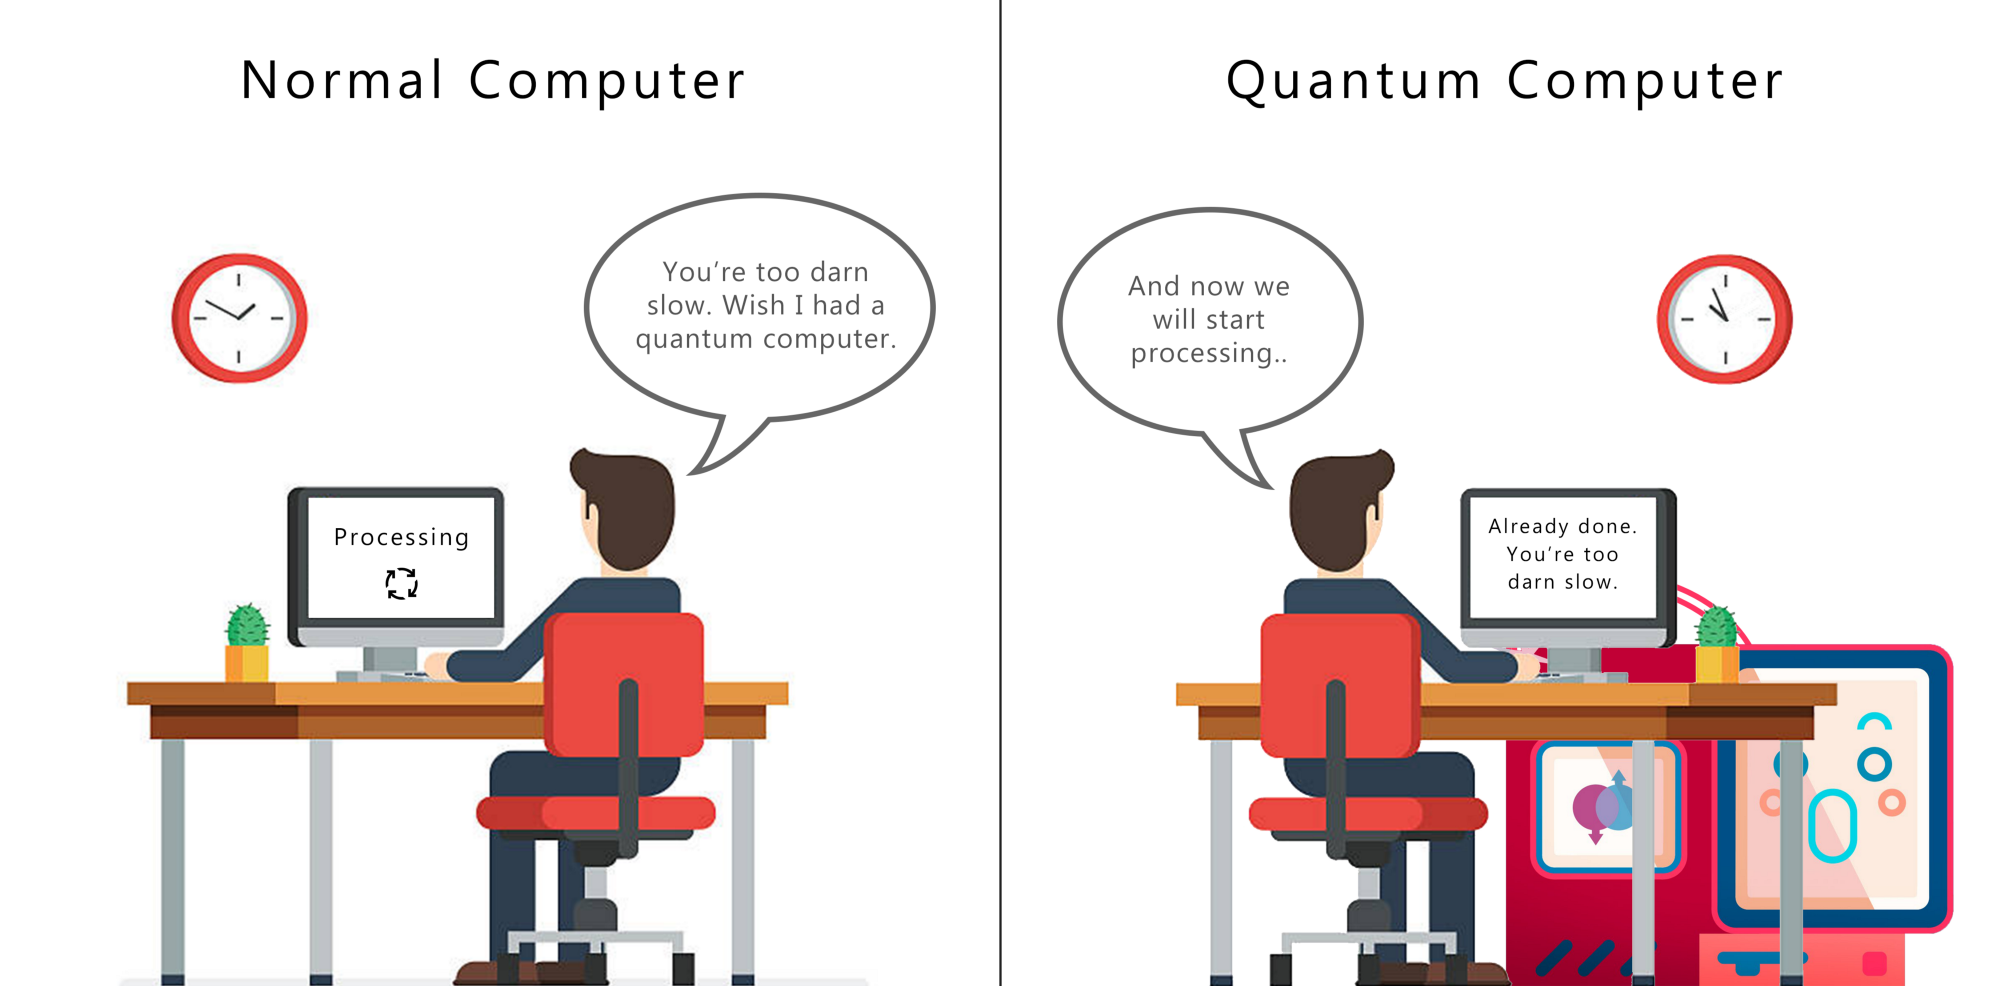 Normal Computer
You're too darn
slow. Wish I had a
quantum computer.
Processing
Quantum Computer
And now we
will start
processing..
Already done.
You're too
darn slow.